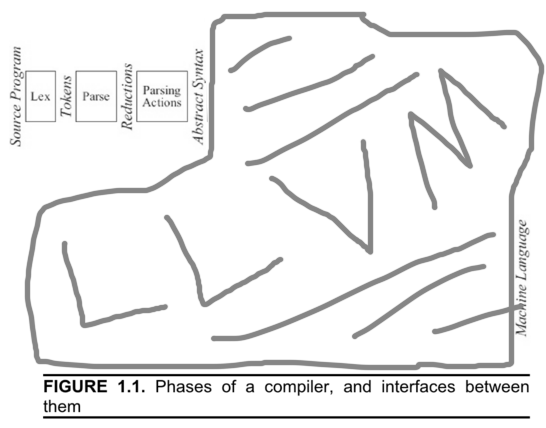 Source Program
Lex
Tokens
Parse
Reductions
Parsing
Actions
Abstract Syntax
LLVM
Machine Language
FIGURE 1.1. Phases of a compiler, and interfaces between
them